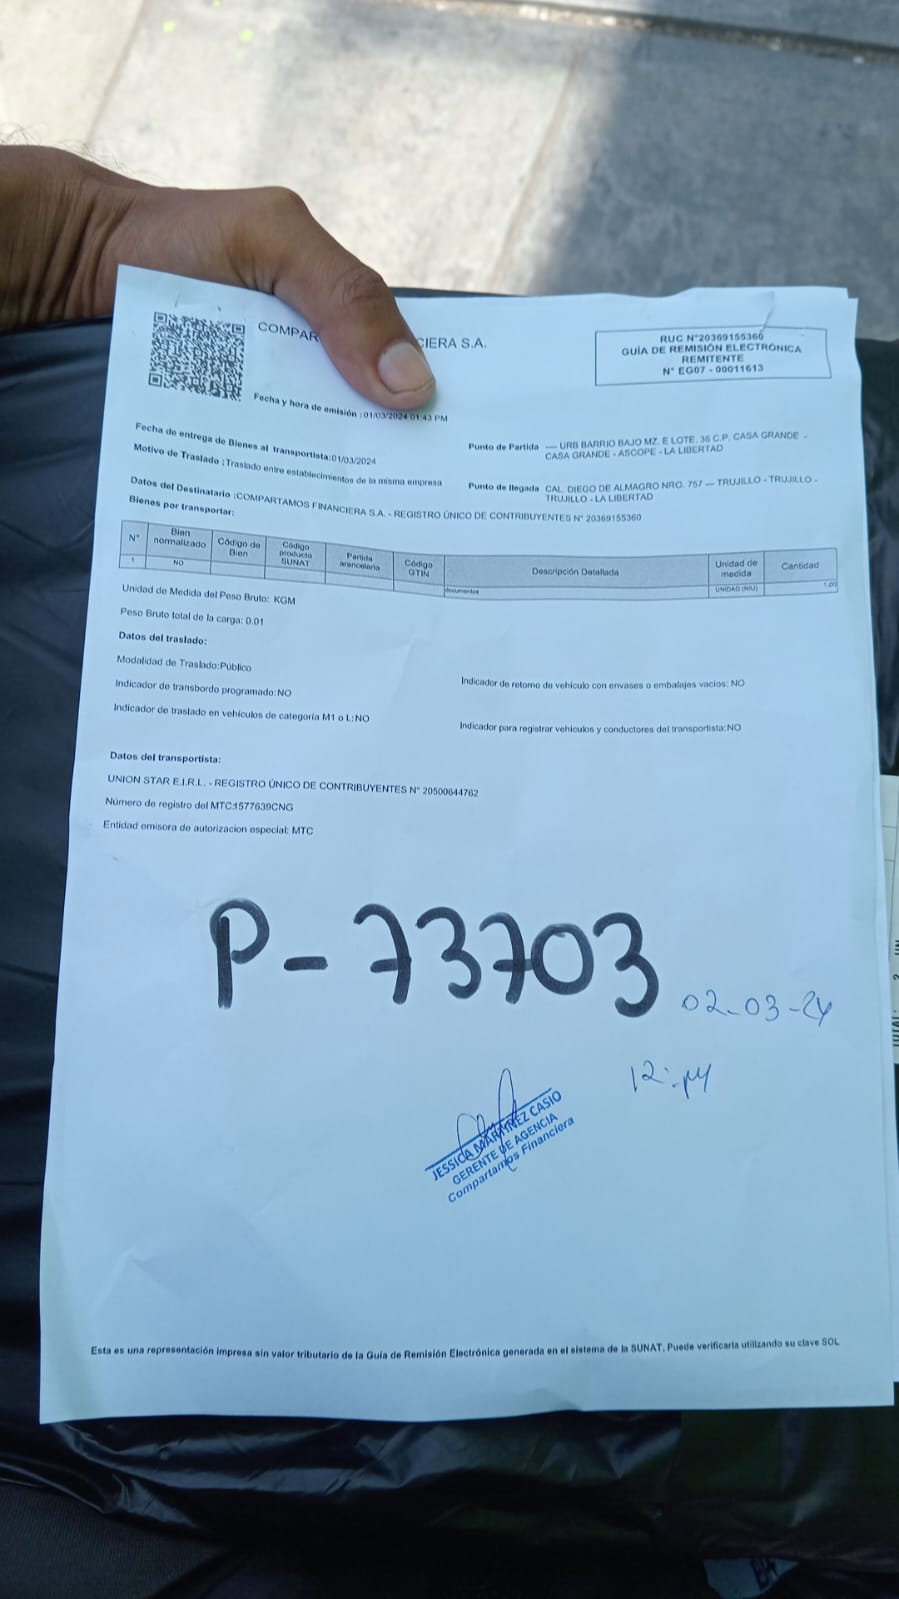 COMPAR CIERA S.A.
RUC N°20369155360
GUÍA DE REMISIÓN ELECTRÓNICA
REMITENTE
N° EG07 - 00011613
Fecha y hora de emisión :01/03/2024 01:43 PM
Fecha de entrega de Bienes al transportista:01/03/2024
Motivo de Traslado :Traslado entre establecimientos de la misma empresa
Punto de Partida --- URB BARRIO BAJO MZ. E LOTE. 36 C.P. CASA GRANDE -
CASA GRANDE - ASCOPE - LA LIBERTAD
Punto de llegada CAL. DIEGO DE ALMAGRO NRO. 757 --- TRUJILLO - TRUJILLO -
TRUJILLO - LA LIBERTAD
Datos del Destinatario :COMPARTAMOS FINANCIERA S.A. - REGISTRO ÚNICO DE CONTRIBUYENTES N° 20369155360
Bienes por transportar:
N° Bien normalizado Código de Bien Código producto SUNAT Partida arancelaria Código GTIN Descripción Detallada Unidad de medida Cantidad
1 NO documentos UNIDAD (NIU) 1.00
Unidad de Medida del Peso Bruto: KGM
Peso Bruto total de la carga: 0.01
Datos del traslado:
Modalidad de Traslado:Público
Indicador de retorno de vehículo con envases o embalajes vacíos: NO
Indicador de transbordo programado:NO
Indicador de traslado en vehículos de categoría M1 o L:NO
Indicador para registrar vehículos y conductores del transportista:NO
Datos del transportista:
UNION STAR E.I.R.L. - REGISTRO ÚNICO DE CONTRIBUYENTES N° 20500644762
Número de registro del MTC:1577639CNG
Entidad emisora de autorizacion especial: MTC
P-73703
02-03-24
JESSICA MARTINEZ CASIO
GERENTE DE AGENCIA
Compartamos Financiera
Esta es una representación impresa sin valor tributario de la Guía de Remisión Electrónica generada en el sistema de la SUNAT. Puede verificarla utilizando su clave SOL